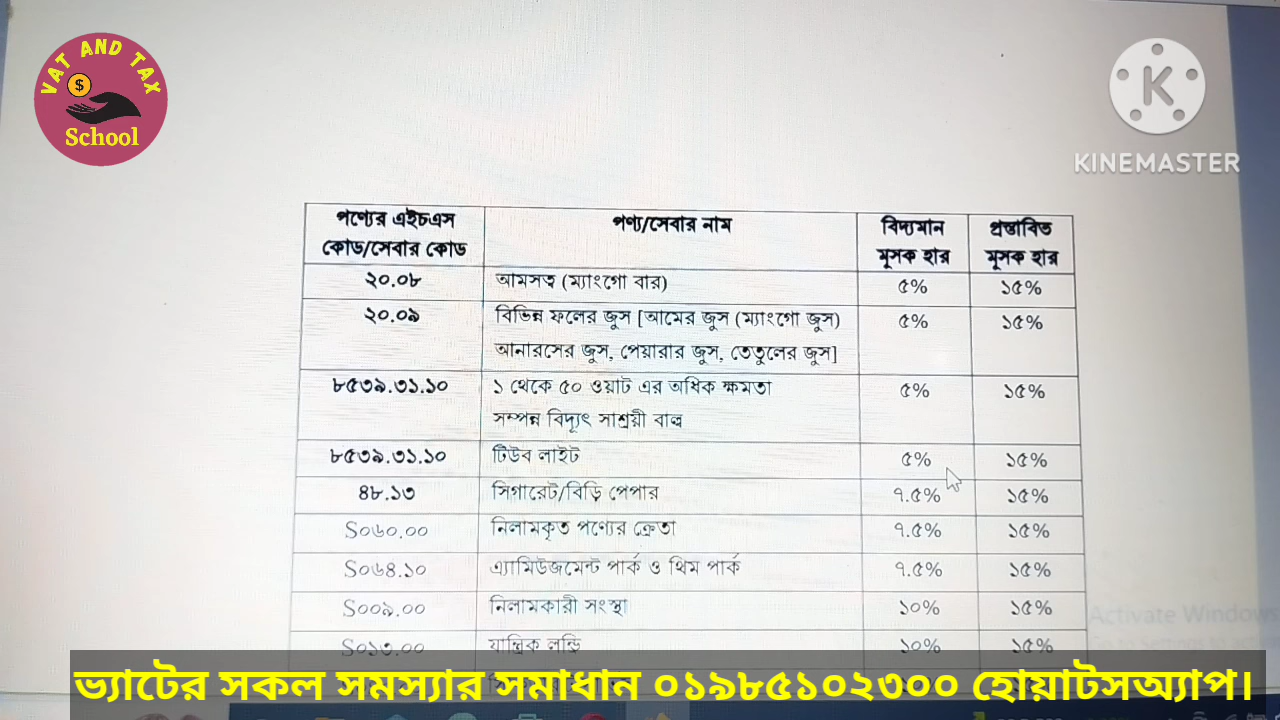 VAT AND TAX
$
School
K
KINEMASTER
পণ্যের এইচএস কোড/সেবার কোড পণ্য/সেবার নাম বিদ্যমান মূসক হার প্রস্তাবিত মূসক হার
২০.০৮ আমসত্ব (ম্যাংগো বার) ৫% ১৫%
২০.০৯ বিভিন্ন ফলের জুস [আমের জুস (ম্যাংগো জুস) ৫% ১৫%
আনারসের জুস, পেয়ারার জুস, তেতুলের জুস]
৮৫৩৯.৩১.১০ ১ থেকে ৫০ ওয়াট এর অধিক ক্ষমতা ৫% ১৫%
সম্পন্ন বিদ্যুৎ সাশ্রয়ী বাল্ব
৮৫৩৯.৩১.১০ টিউব লাইট ৫% ১৫%
৪৮.১৩ সিগারেট/বিড়ি পেপার ৭.৫% ১৫%
S০৬০.০০ নিলামকৃত পণ্যের ক্রেতা ৭.৫% ১৫%
S০৬৪.১০ এ্যামিউজমেন্ট পার্ক ও থিম পার্ক ৭.৫% ১৫%
S০০৯.০০ নিলামকারী সংস্থা ১০% ১৫%
Activate Windows
S০১৩.০০ যান্ত্রিক লন্ড্রি ১০% ১৫%
ভ্যাটের সকল সমস্যার সমাধান ০১৯৮৫১০২৩০০ হোয়াটসঅ্যাপ।